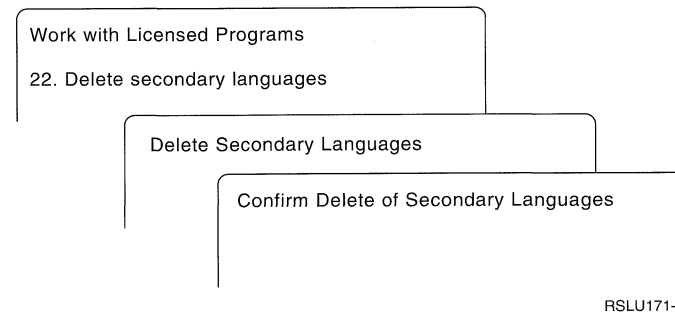 Work with Licensed Programs
22. Delete secondary languages
Delete Secondary Languages
Confirm Delete of Secondary Languages
RSLU171-